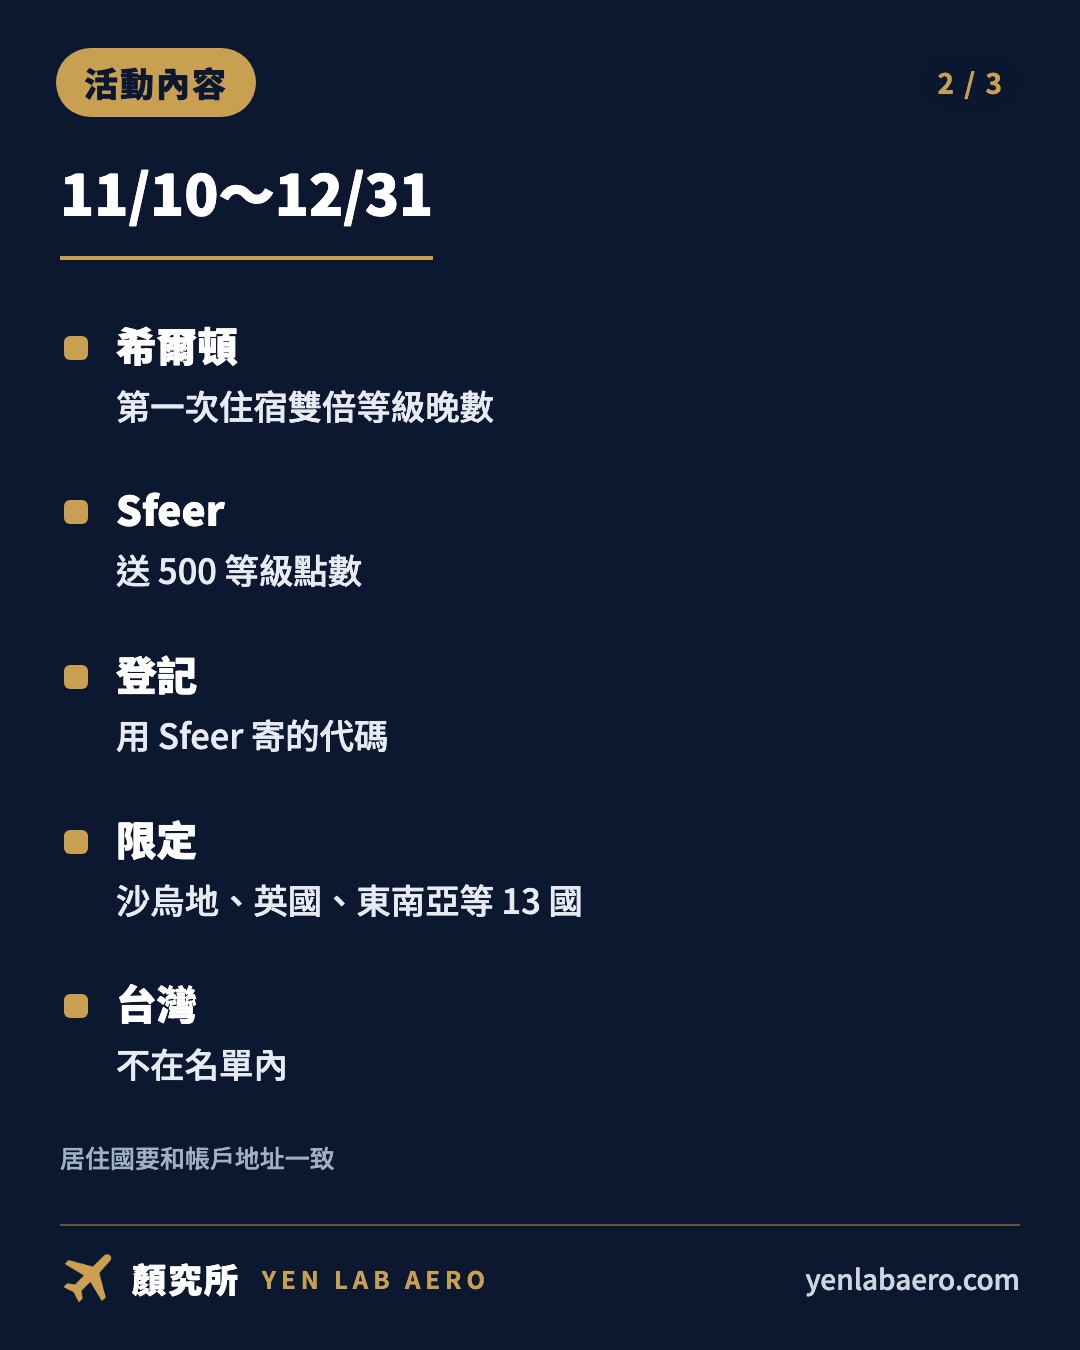 活動內容
2 / 3
11/10～12/31
希爾頓
第一次住宿雙倍等級晚數
Sfeer
送 500 等級點數
登記
用 Sfeer 寄的代碼
限定
沙烏地、英國、東南亞等 13 國
台灣
不在名單內
居住國要和帳戶地址一致
顏究所 YEN LAB AERO
yenlabaero.com